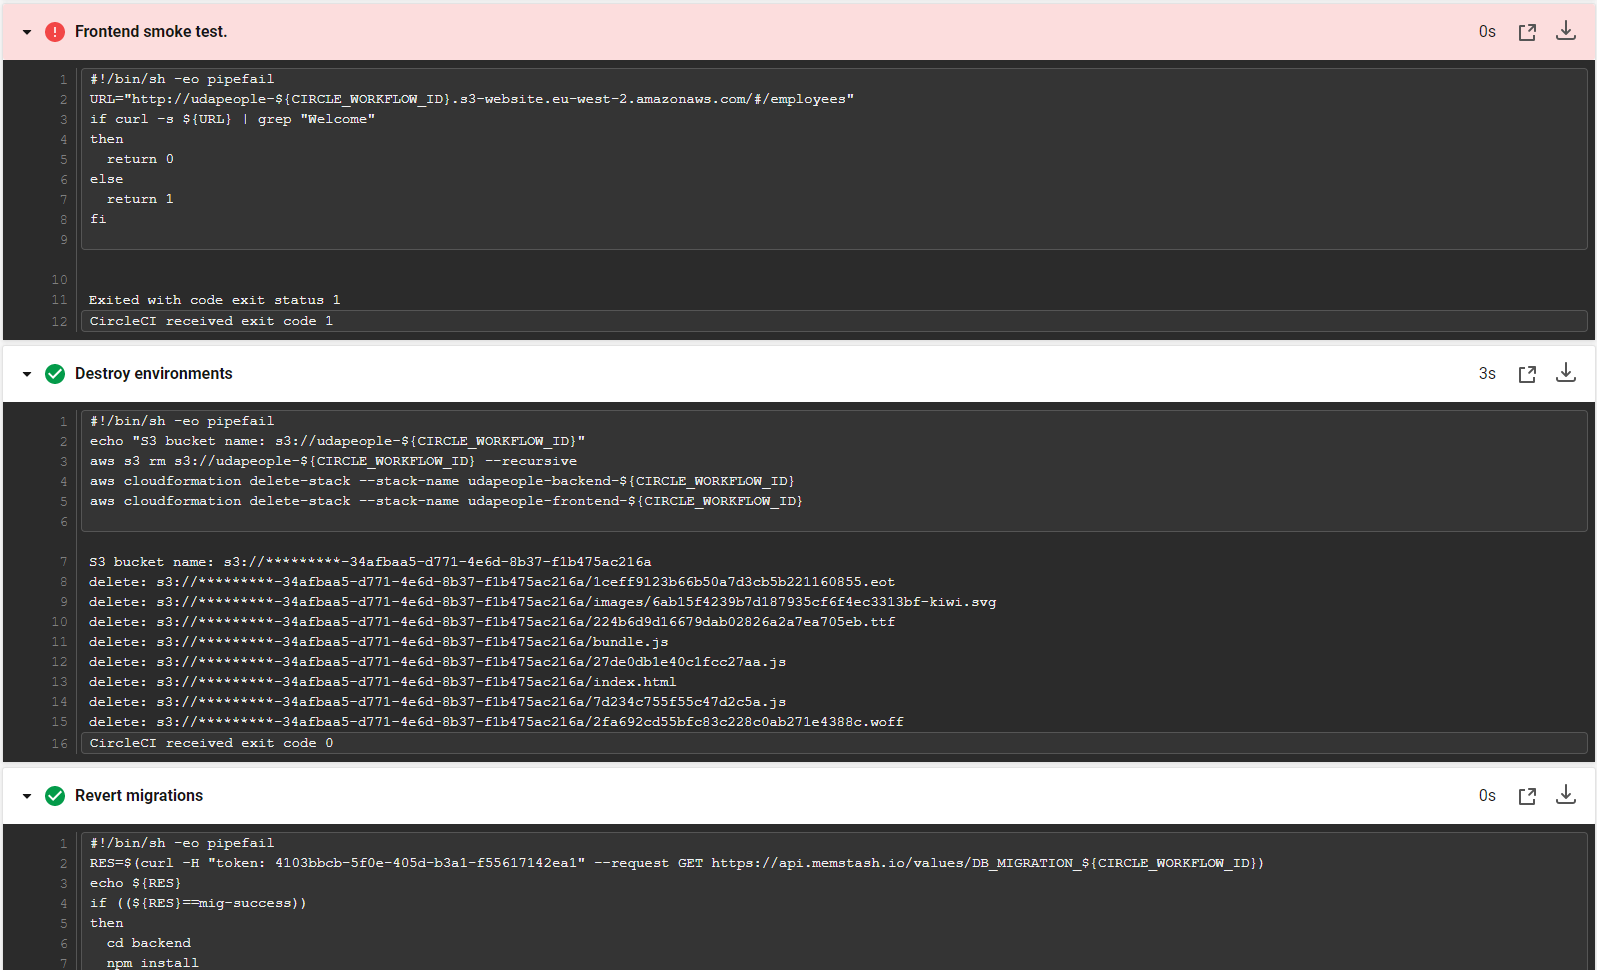 Frontend smoke test.
0s
1 #!/bin/sh -eo pipefail
2 URL="http://udapeople-${CIRCLE_WORKFLOW_ID}.s3-website.eu-west-2.amazonaws.com/#/employees"
3 if curl -s ${URL} | grep "Welcome"
4 then
5 return 0
6 else
7 return 1
8 fi
9
10
11 Exited with code exit status 1
12 CircleCI received exit code 1
Destroy environments
3s
1 #!/bin/sh -eo pipefail
2 echo "S3 bucket name: s3://udapeople-${CIRCLE_WORKFLOW_ID}"
3 aws s3 rm s3://udapeople-${CIRCLE_WORKFLOW_ID} --recursive
4 aws cloudformation delete-stack --stack-name udapeople-backend-${CIRCLE_WORKFLOW_ID}
5 aws cloudformation delete-stack --stack-name udapeople-frontend-${CIRCLE_WORKFLOW_ID}
6
7 S3 bucket name: s3://*********-34afbaa5-d771-4e6d-8b37-f1b475ac216a
8 delete: s3://*********-34afbaa5-d771-4e6d-8b37-f1b475ac216a/1ceff9123b66b50a7d3cb5b221160855.eot
9 delete: s3://*********-34afbaa5-d771-4e6d-8b37-f1b475ac216a/images/6ab15f4239b7d187935cf6f4ec3313bf-kiwi.svg
10 delete: s3://*********-34afbaa5-d771-4e6d-8b37-f1b475ac216a/224b6d9d16679dab02826a2a7ea705eb.ttf
11 delete: s3://*********-34afbaa5-d771-4e6d-8b37-f1b475ac216a/bundle.js
12 delete: s3://*********-34afbaa5-d771-4e6d-8b37-f1b475ac216a/27de0db1e40c1fcc27aa.js
13 delete: s3://*********-34afbaa5-d771-4e6d-8b37-f1b475ac216a/index.html
14 delete: s3://*********-34afbaa5-d771-4e6d-8b37-f1b475ac216a/7d234c755f55c47d2c5a.js
15 delete: s3://*********-34afbaa5-d771-4e6d-8b37-f1b475ac216a/2fa692cd55bfc83c228c0ab271e4388c.woff
16 CircleCI received exit code 0
Revert migrations
0s
1 #!/bin/sh -eo pipefail
2 RES=$(curl -H "token: 4103bbcb-5f0e-405d-b3a1-f55617142ea1" --request GET https://api.memstash.io/values/DB_MIGRATION_${CIRCLE_WORKFLOW_ID})
3 echo ${RES}
4 if ((${RES}==mig-success))
5 then
6 cd backend
7 npm install